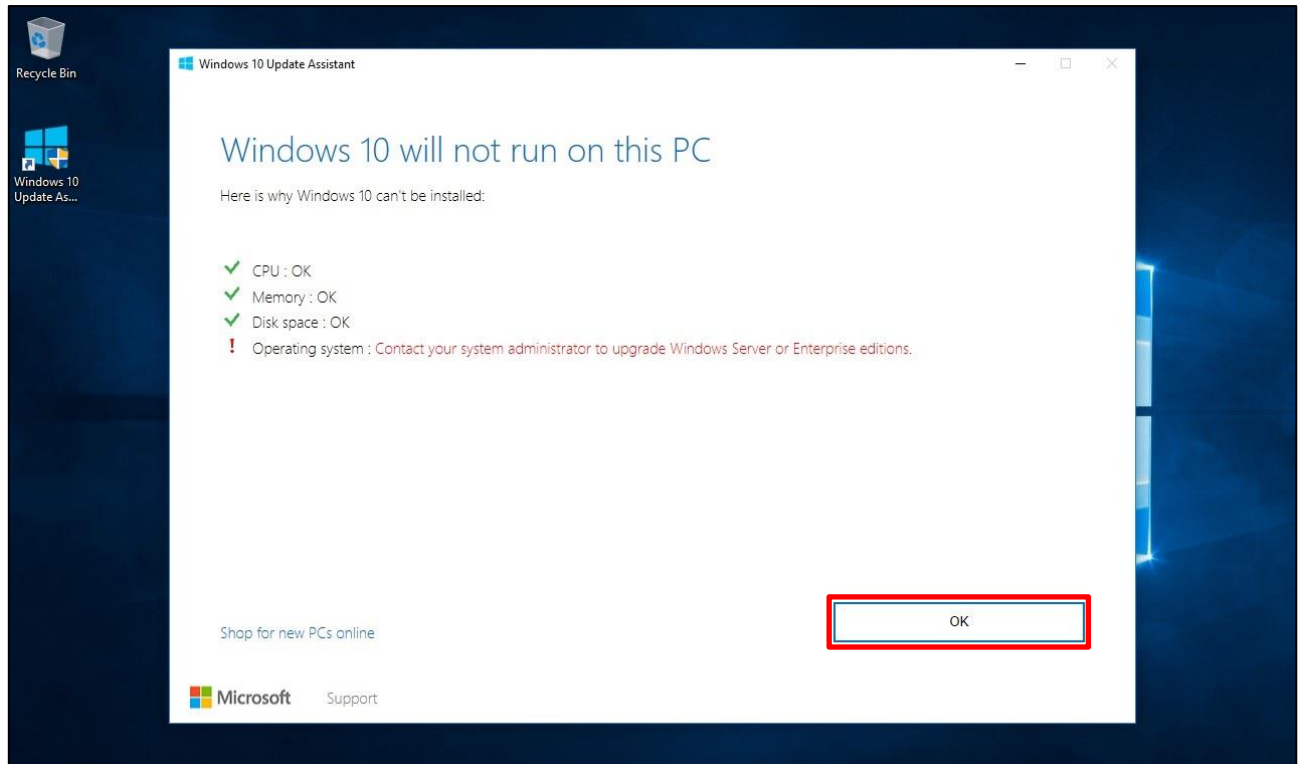 Recycle Bin
Windows 10
Update As...
Windows 10 Update Assistant
Windows 10 will not run on this PC
Here is why Windows 10 can't be installed:
CPU : OK
Memory : OK
Disk space : OK
! Operating system : Contact your system administrator to upgrade Windows Server or Enterprise editions.
OK
Shop for new PCs online
Microsoft Support